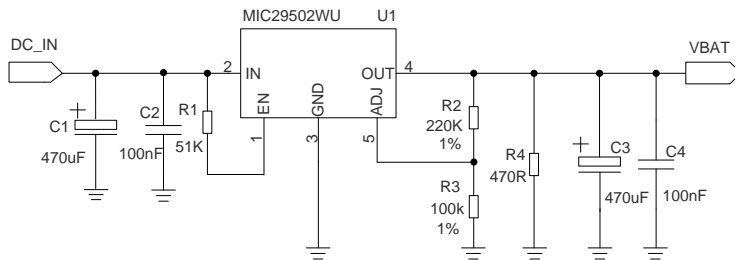 MIC29502WU U1
DC_IN
VBAT
2 IN
OUT 4
EN
GND
ADJ
1
3
5
C1
470uF
C2
100nF
R1
51K
R2
220K
1%
R3
100k
1%
R4
470R
C3
470uF
C4
100nF
+
+